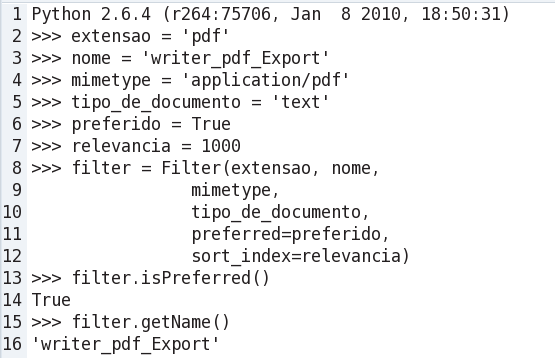 1 Python 2.6.4 (r264:75706, Jan  8 2010, 18:50:31)
2 >>> extensao = 'pdf'
3 >>> nome = 'writer_pdf_Export'
4 >>> mimetype = 'application/pdf'
5 >>> tipo_de_documento = 'text'
6 >>> preferido = True
7 >>> relevancia = 1000
8 >>> filter = Filter(extensao, nome,
9                 mimetype,
10                 tipo_de_documento,
11                 preferred=preferido,
12                 sort_index=relevancia)
13 >>> filter.isPreferred()
14 True
15 >>> filter.getName()
16 'writer_pdf_Export'